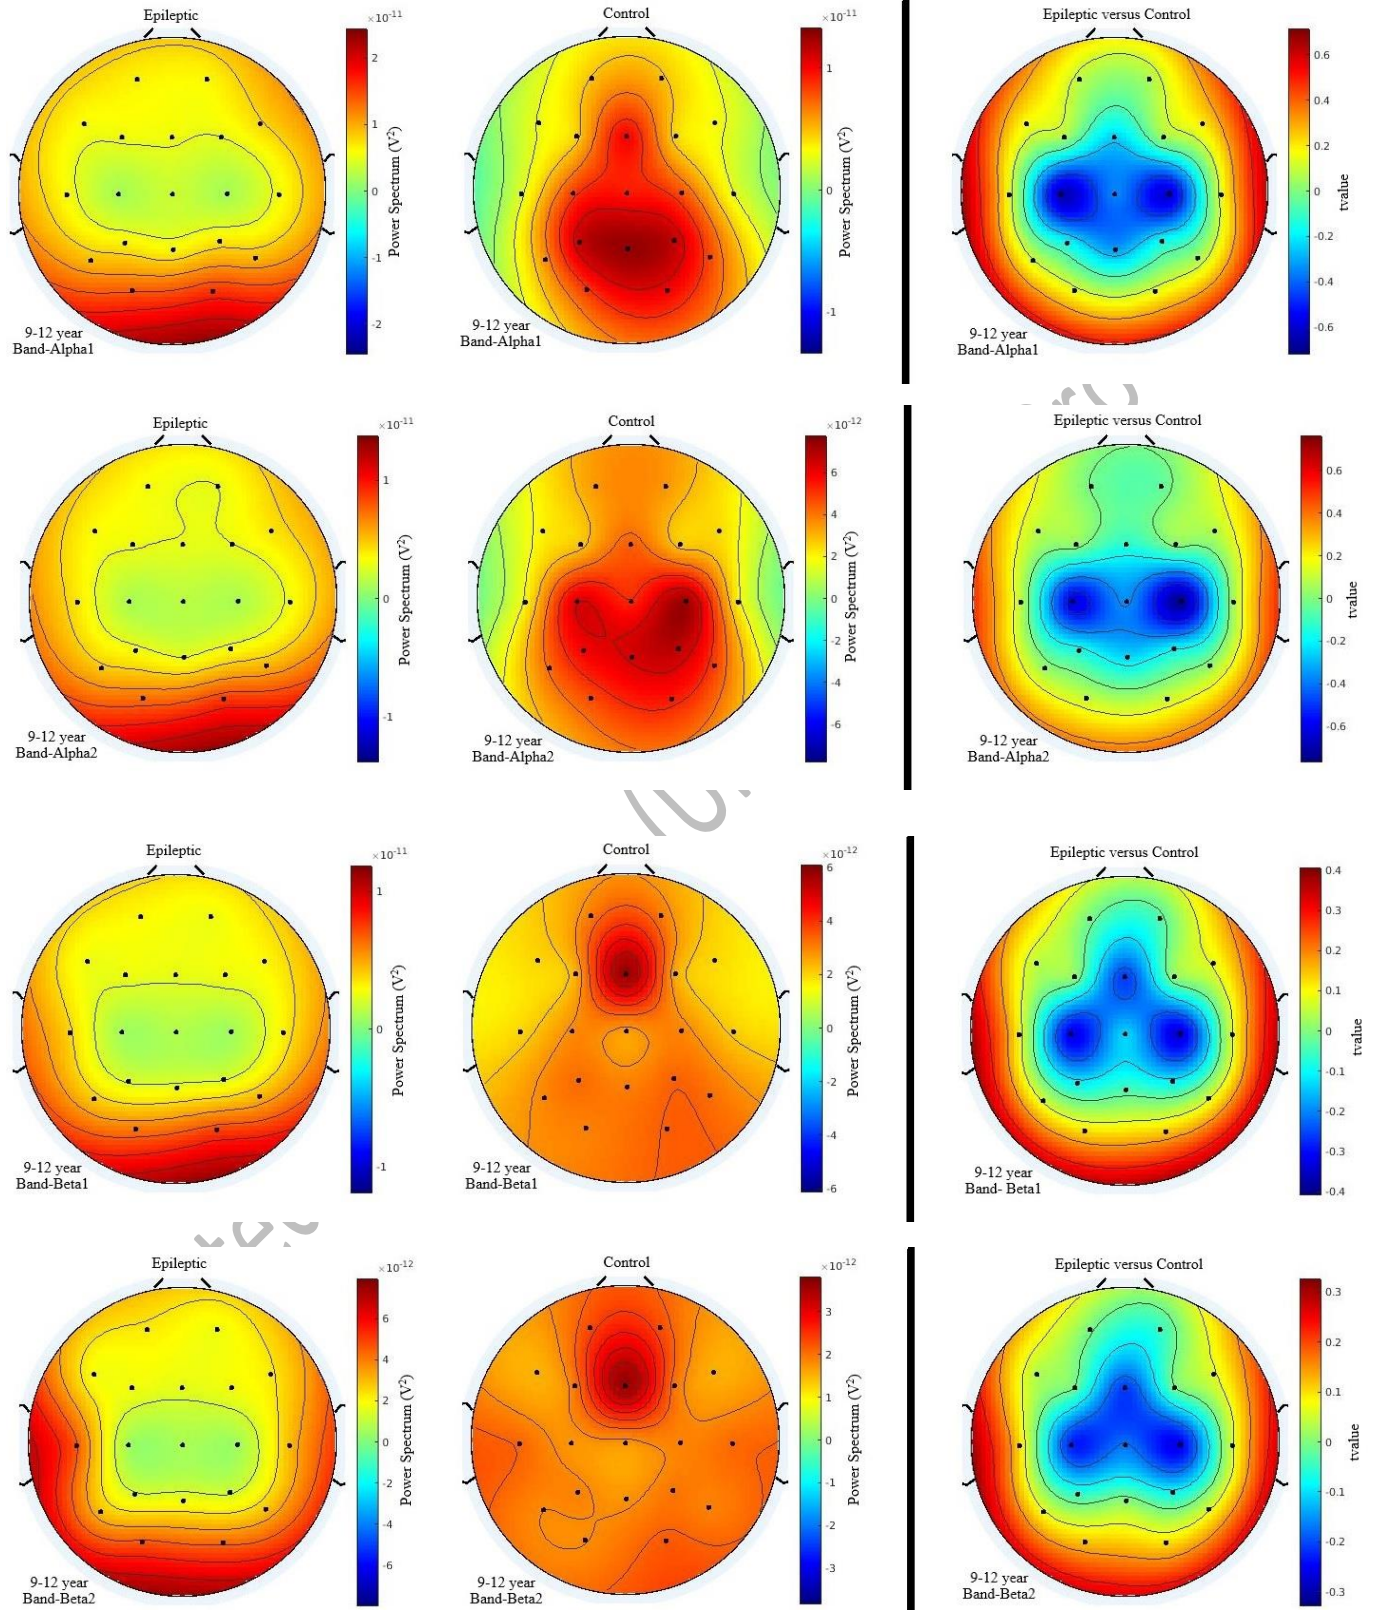 Epileptic
×10⁻¹¹
2
1
0
-1
-2
Power Spectrum (V²)
9-12 year
Band-Alpha1
Control
×10⁻¹¹
1
0
-1
Power Spectrum (V²)
9-12 year
Band-Alpha1
Epileptic versus Control
0.6
0.4
0.2
0
-0.2
-0.4
-0.6
tvalue
9-12 year
Band-Alpha1
Epileptic
×10⁻¹¹
1
0
-1
Power Spectrum (V²)
9-12 year
Band-Alpha2
Control
×10⁻¹²
6
4
2
0
-2
-4
-6
Power Spectrum (V²)
9-12 year
Band-Alpha2
Epileptic versus Control
0.6
0.4
0.2
0
-0.2
-0.4
-0.6
tvalue
9-12 year
Band-Alpha2
Epileptic
×10⁻¹¹
1
0
-1
Power Spectrum (V²)
9-12 year
Band-Beta1
Control
×10⁻¹²
6
4
2
0
-2
-4
-6
Power Spectrum (V²)
9-12 year
Band-Beta1
Epileptic versus Control
0.4
0.3
0.2
0.1
0
-0.1
-0.2
-0.3
-0.4
tvalue
9-12 year
Band- Beta1
Epileptic
×10⁻¹²
6
4
2
0
-2
-4
-6
Power Spectrum (V²)
9-12 year
Band-Beta2
Control
×10⁻¹²
3
2
1
0
-1
-2
-3
Power Spectrum (V²)
9-12 year
Band-Beta2
Epileptic versus Control
0.3
0.2
0.1
0
-0.1
-0.2
-0.3
tvalue
9-12 year
Band-Beta2